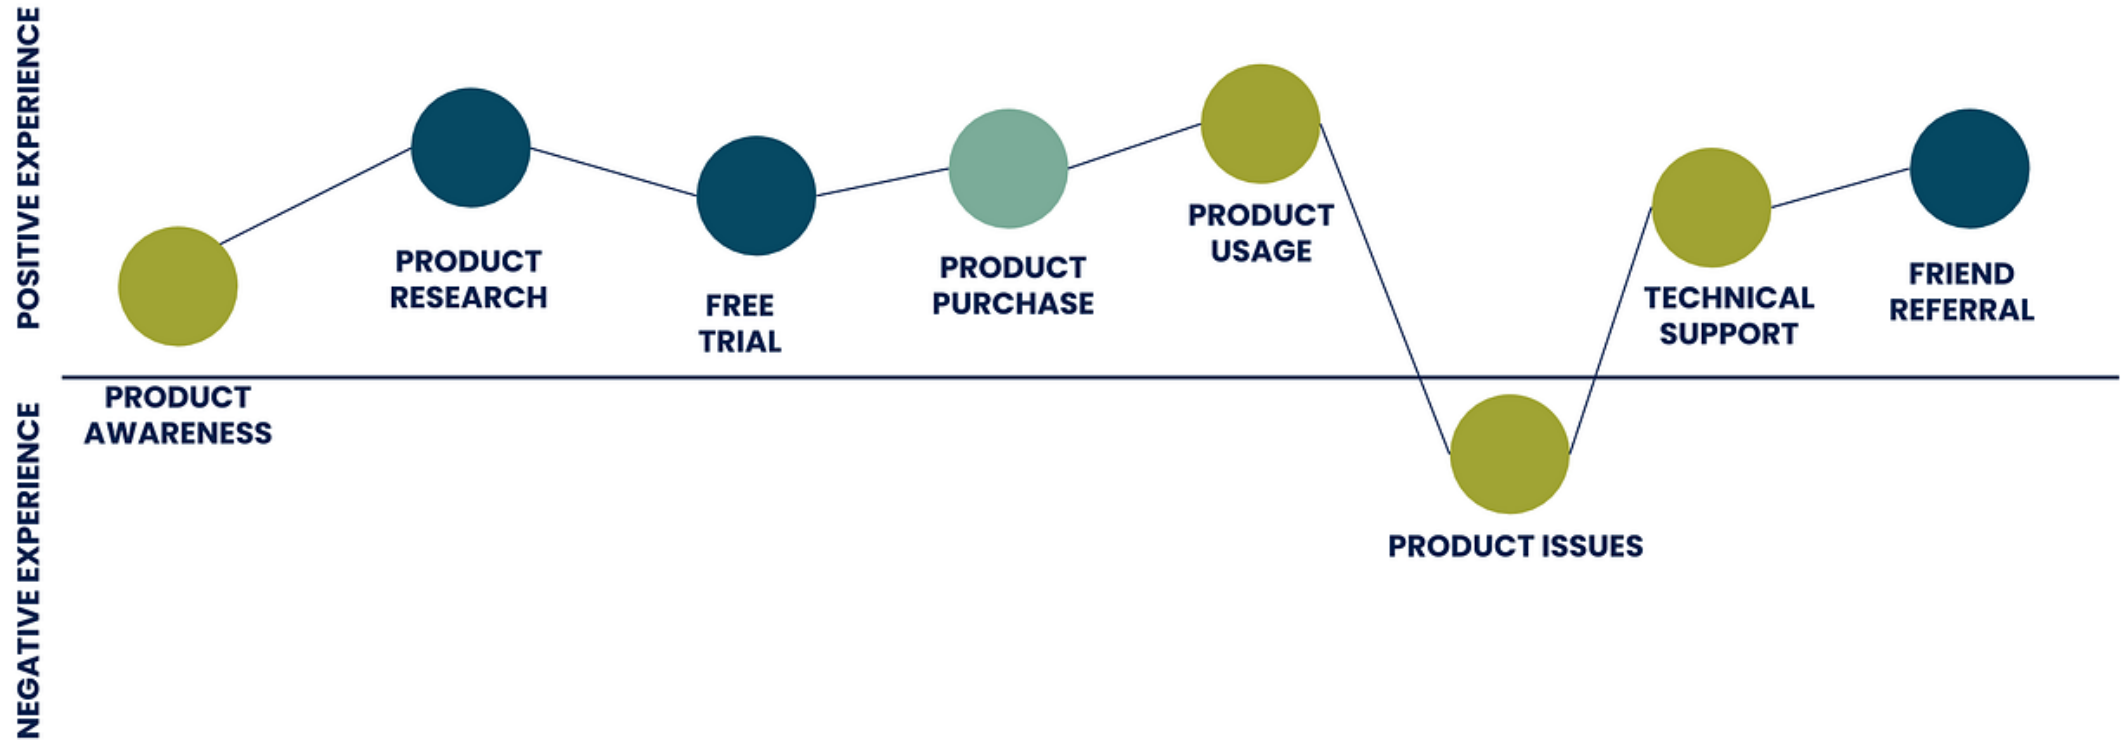 POSITIVE EXPERIENCE
NEGATIVE EXPERIENCE
PRODUCT
AWARENESS
PRODUCT
RESEARCH
FREE
TRIAL
PRODUCT
PURCHASE
PRODUCT
USAGE
PRODUCT ISSUES
TECHNICAL
SUPPORT
FRIEND
REFERRAL